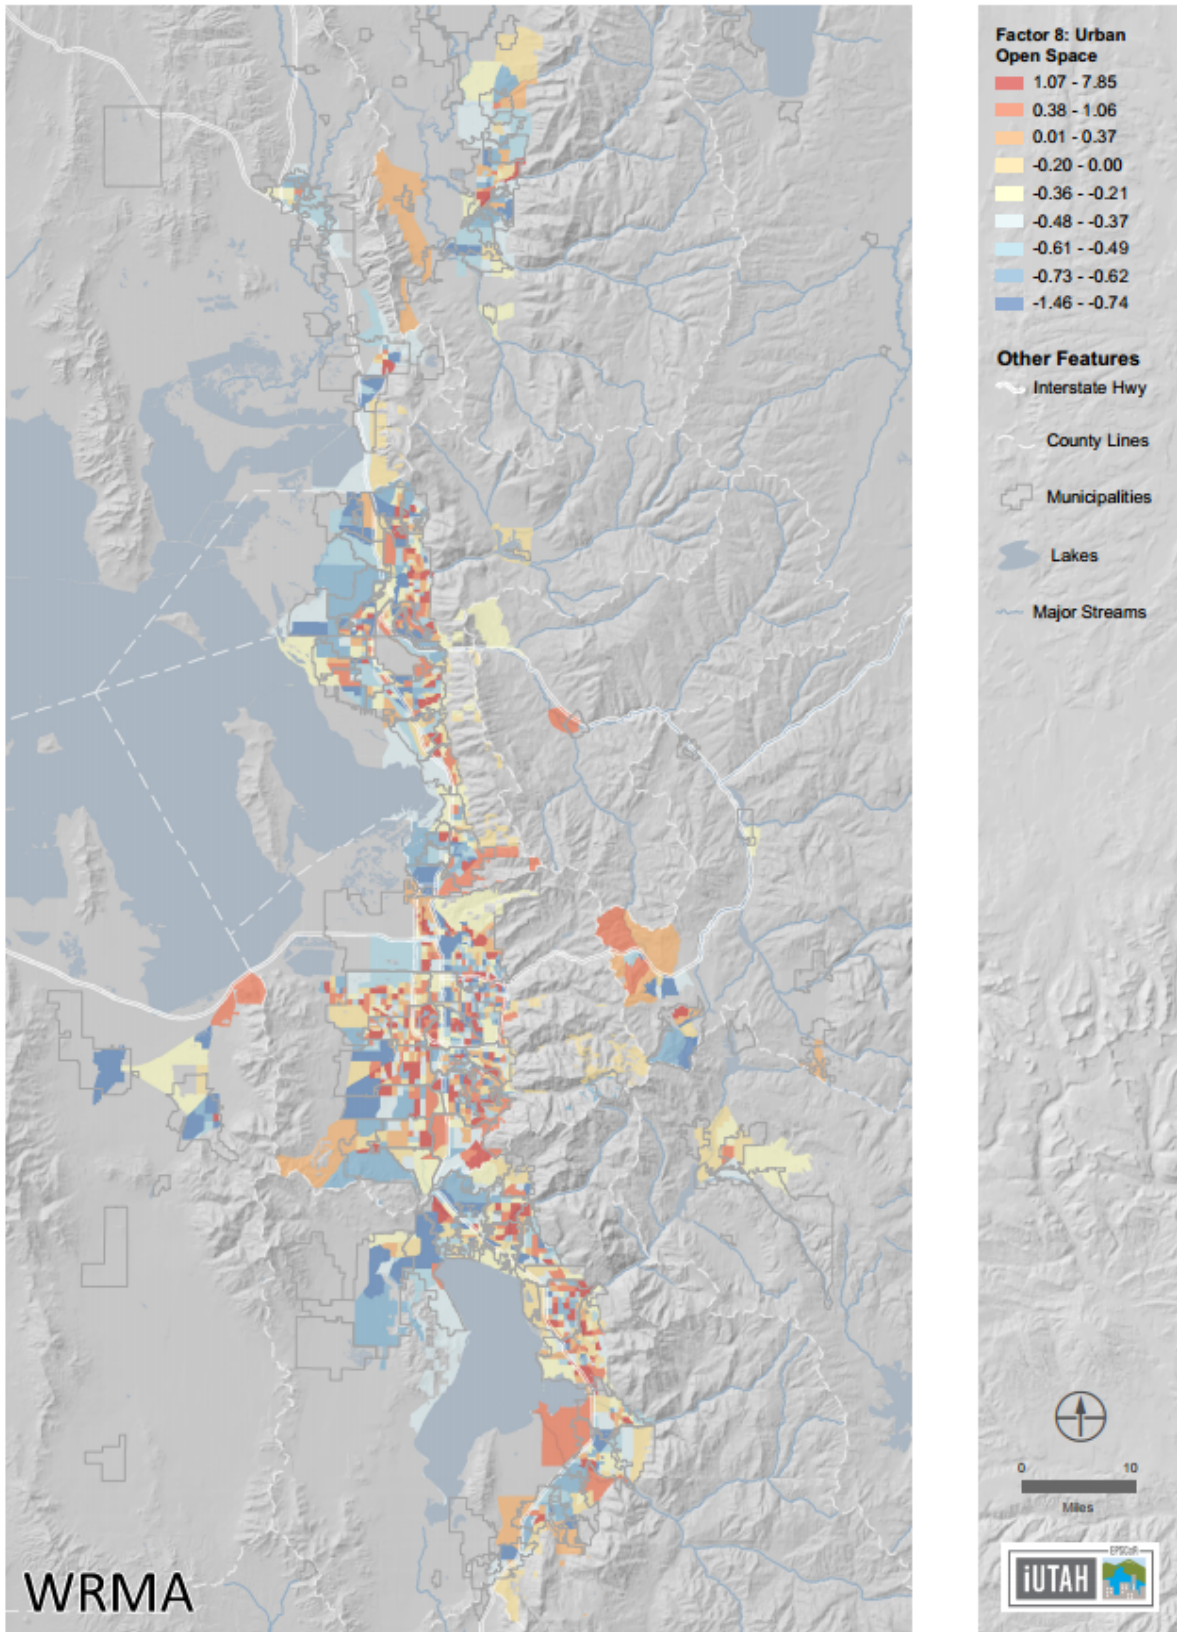 Factor 8: Urban
Open Space
1.07 - 7.85
0.38 - 1.06
0.01 - 0.37
-0.20 - 0.00
-0.36 - -0.21
-0.48 - -0.37
-0.61 - -0.49
-0.73 - -0.62
-1.46 - -0.74
Other Features
Interstate Hwy
County Lines
Municipalities
Lakes
Major Streams
0 10
Miles
EPSCoR
iUTAH
WRMA